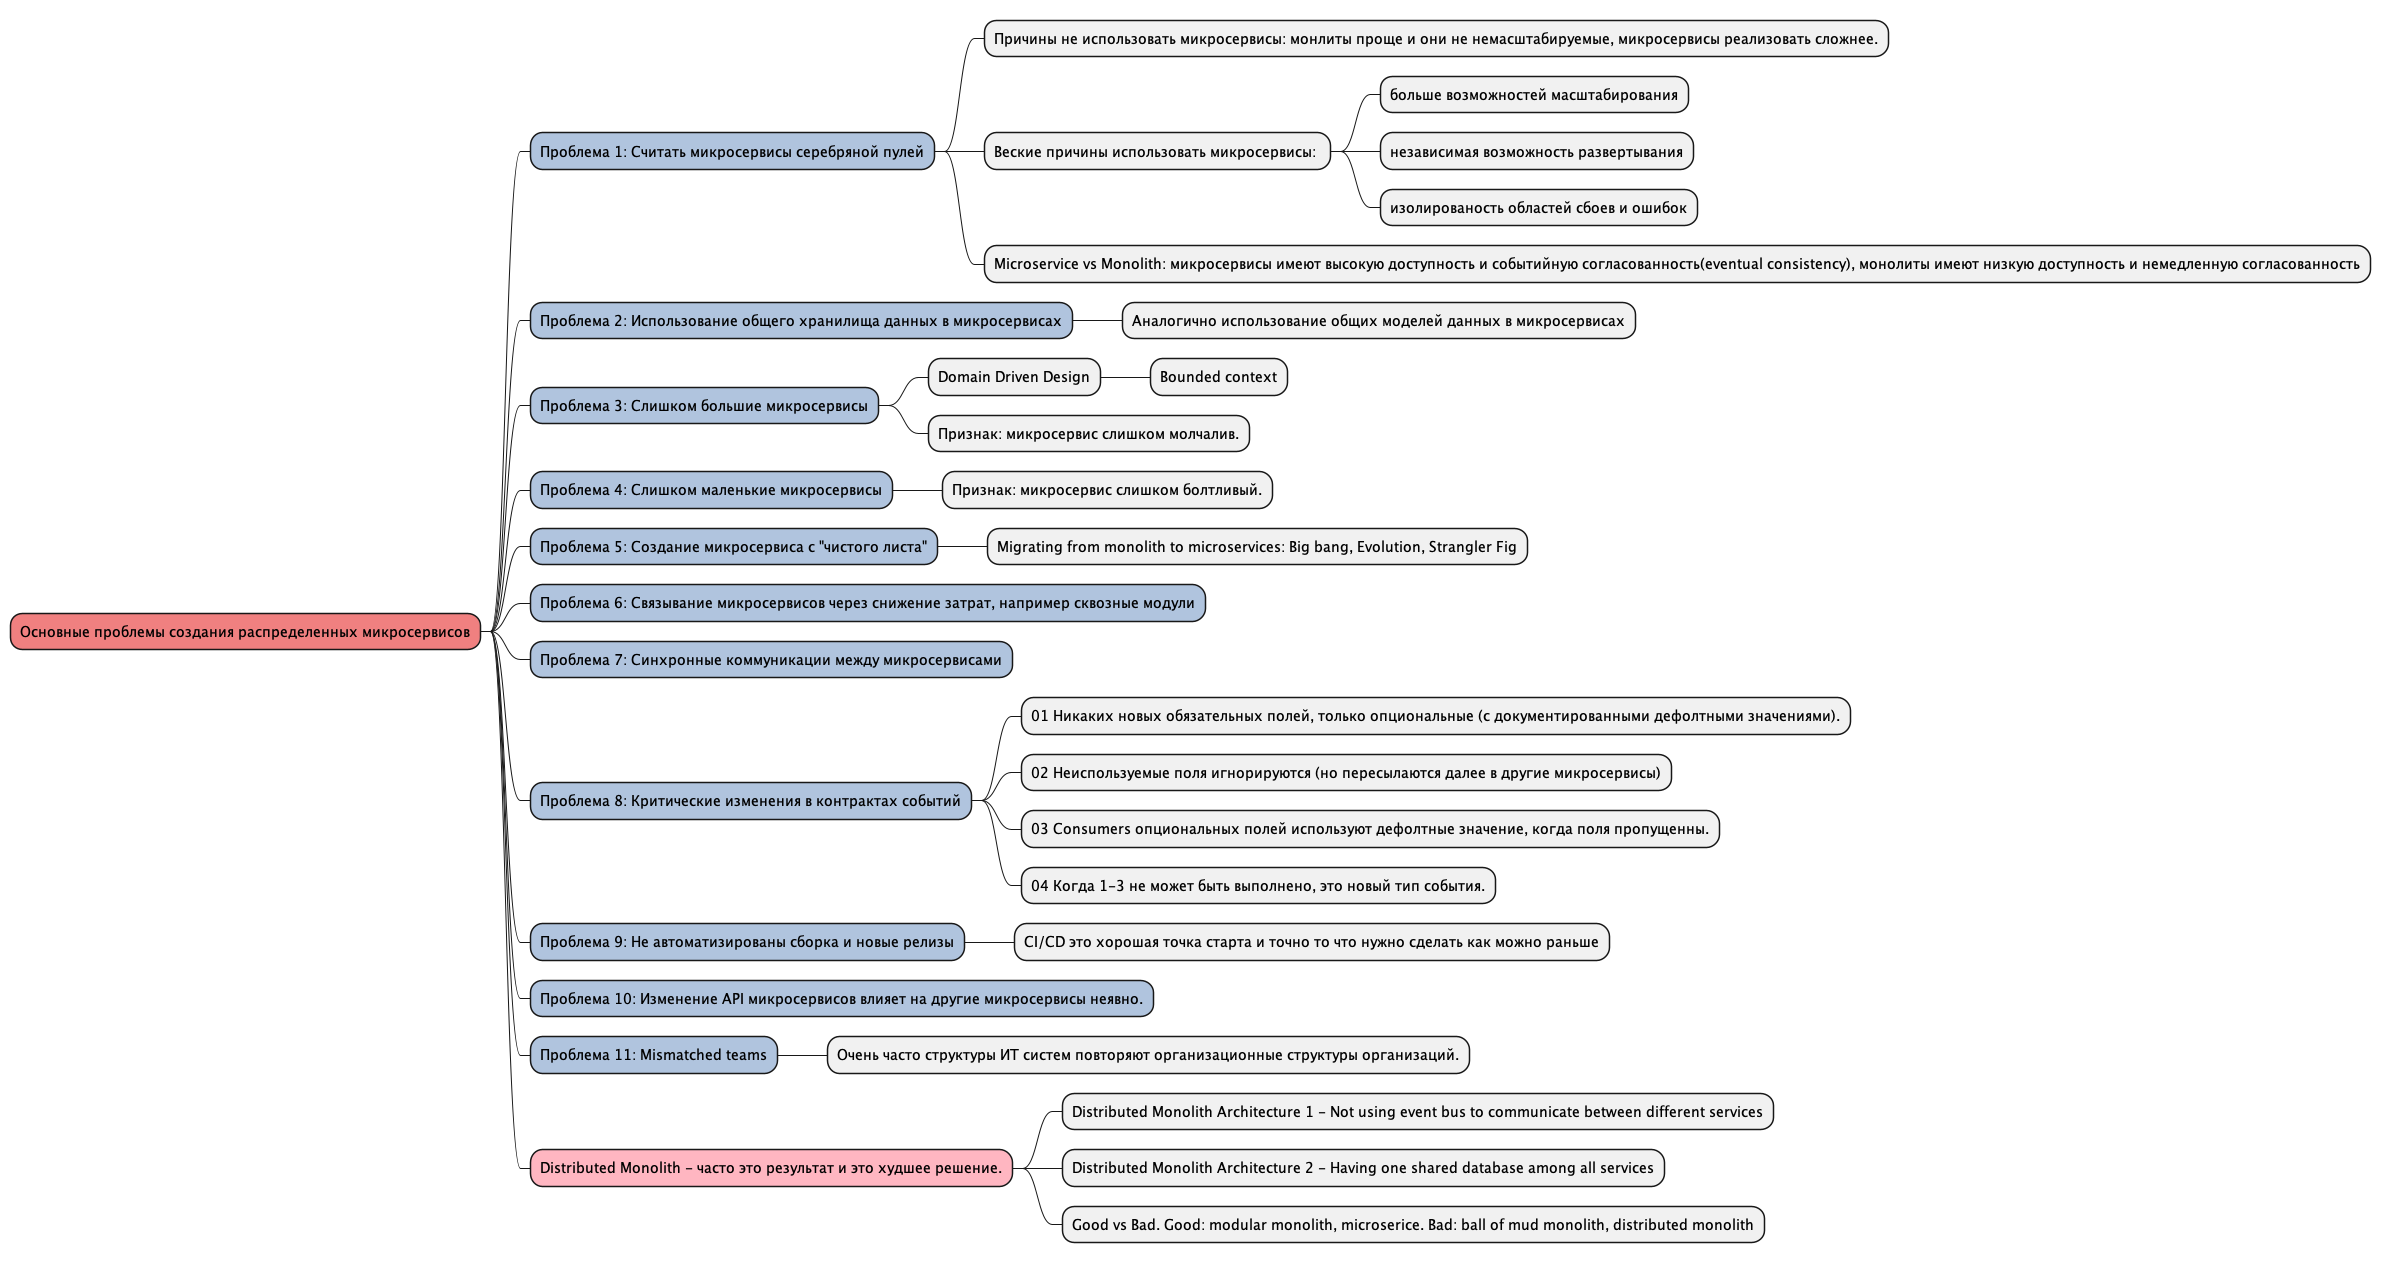 Основные проблемы создания распределенных микросервисов
Проблема 1: Считать микросервисы серебряной пулей
Причины не использовать микросервисы: монлиты проще и они не немасштабируемые, микросервисы реализовать сложнее.
Веские причины использовать микросервисы:
больше возможностей масштабирования
независимая возможность развертывания
изолированость областей сбоев и ошибок
Microservice vs Monolith: микросервисы имеют высокую доступность и событийную согласованность(eventual consistency), монолиты имеют низкую доступность и немедленную согласованность
Проблема 2: Использование общего хранилища данных в микросервисах
Аналогично использование общих моделей данных в микросервисах
Проблема 3: Слишком большие микросервисы
Domain Driven Design
Bounded context
Признак: микросервис слишком молчалив.
Проблема 4: Слишком маленькие микросервисы
Признак: микросервис слишком болтливый.
Проблема 5: Создание микросервиса с "чистого листа"
Migrating from monolith to microservices: Big bang, Evolution, Strangler Fig
Проблема 6: Связывание микросервисов через снижение затрат, например сквозные модули
Проблема 7: Синхронные коммуникации между микросервисами
Проблема 8: Критические изменения в контрактах событий
01 Никаких новых обязательных полей, только опциональные (с документированными дефолтными значениями).
02 Неиспользуемые поля игнорируются (но пересылаются далее в другие микросервисы)
03 Consumers опциональных полей используют дефолтные значение, когда поля пропущенны.
04 Когда 1-3 не может быть выполнено, это новый тип события.
Проблема 9: Не автоматизированы сборка и новые релизы
CI/CD это хорошая точка старта и точно то что нужно сделать как можно раньше
Проблема 10: Изменение API микросервисов влияет на другие микросервисы неявно.
Проблема 11: Mismatched teams
Очень часто структуры ИТ систем повторяют организационные структуры организаций.
Distributed Monolith - часто это результат и это худшее решение.
Distributed Monolith Architecture 1 - Not using event bus to communicate between different services
Distributed Monolith Architecture 2 - Having one shared database among all services
Good vs Bad. Good: modular monolith, microserice. Bad: ball of mud monolith, distributed monolith